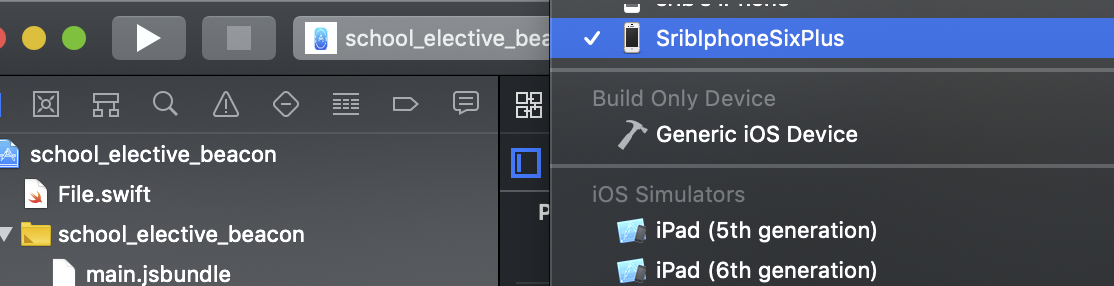 school_elective_bea
SribIphoneSixPlus
Build Only Device
Generic iOS Device
iOS Simulators
iPad (5th generation)
iPad (6th generation)
school_elective_beacon
File.swift
school_elective_beacon
main.jsbundle
P